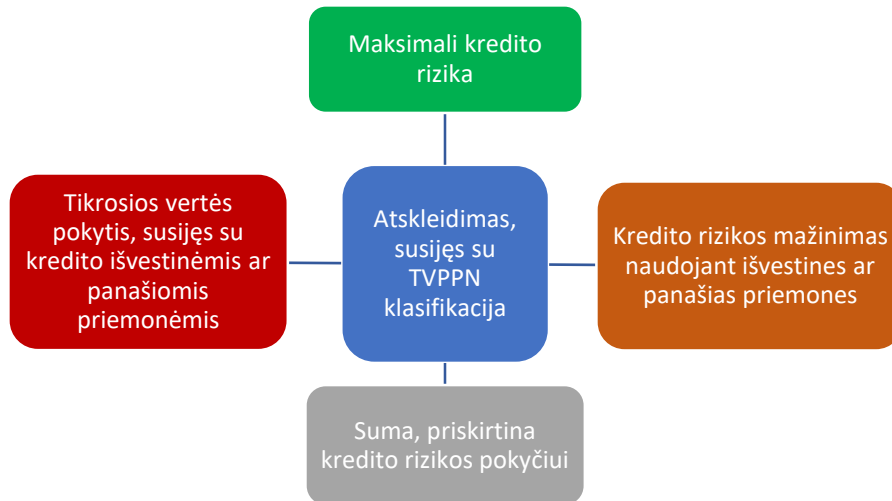 Maksimali kredito
rizika
Tikrosios vertės
pokytis, susijęs su
kredito išvestinėmis ar
panašiomis
priemonėmis
Atskleidimas,
susijęs su
TVPPN
klasifikacija
Kredito rizikos mažinimas
naudojant išvestines ar
panašias priemones
Suma, priskirtina
kredito rizikos pokyčiui